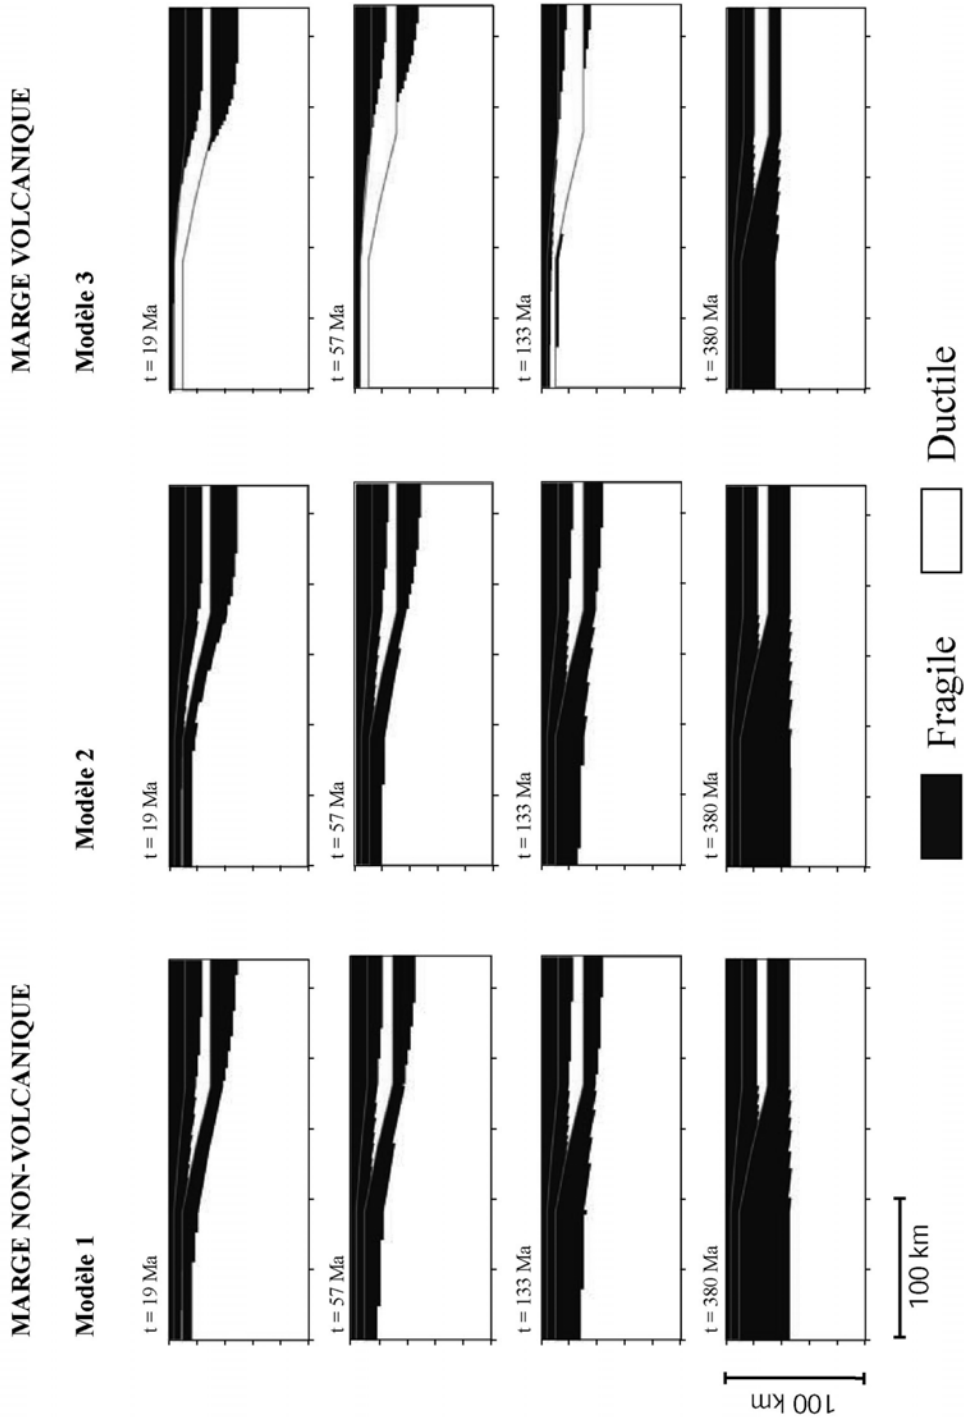 MARGE NON-VOLCANIQUE
MARGE VOLCANIQUE
Modèle 1
Modèle 2
Modèle 3
t = 19 Ma
t = 19 Ma
t = 19 Ma
t = 57 Ma
t = 57 Ma
t = 57 Ma
t = 133 Ma
t = 133 Ma
t = 133 Ma
t = 380 Ma
t = 380 Ma
t = 380 Ma
100 km
100 km
Fragile
Ductile